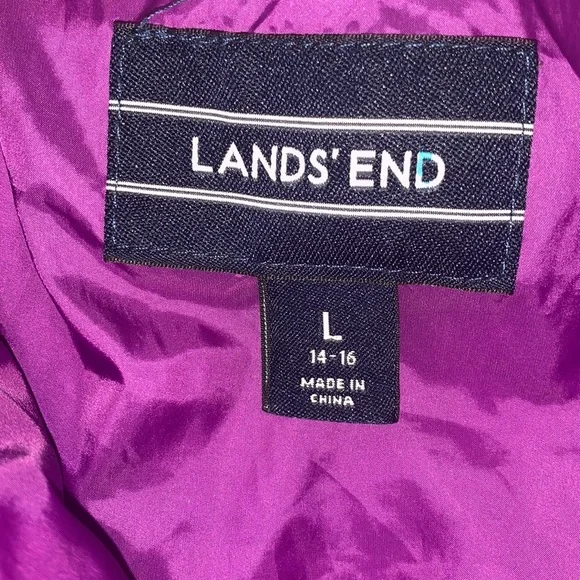 LANDS' END
L
14-16
MADE IN
CHINA